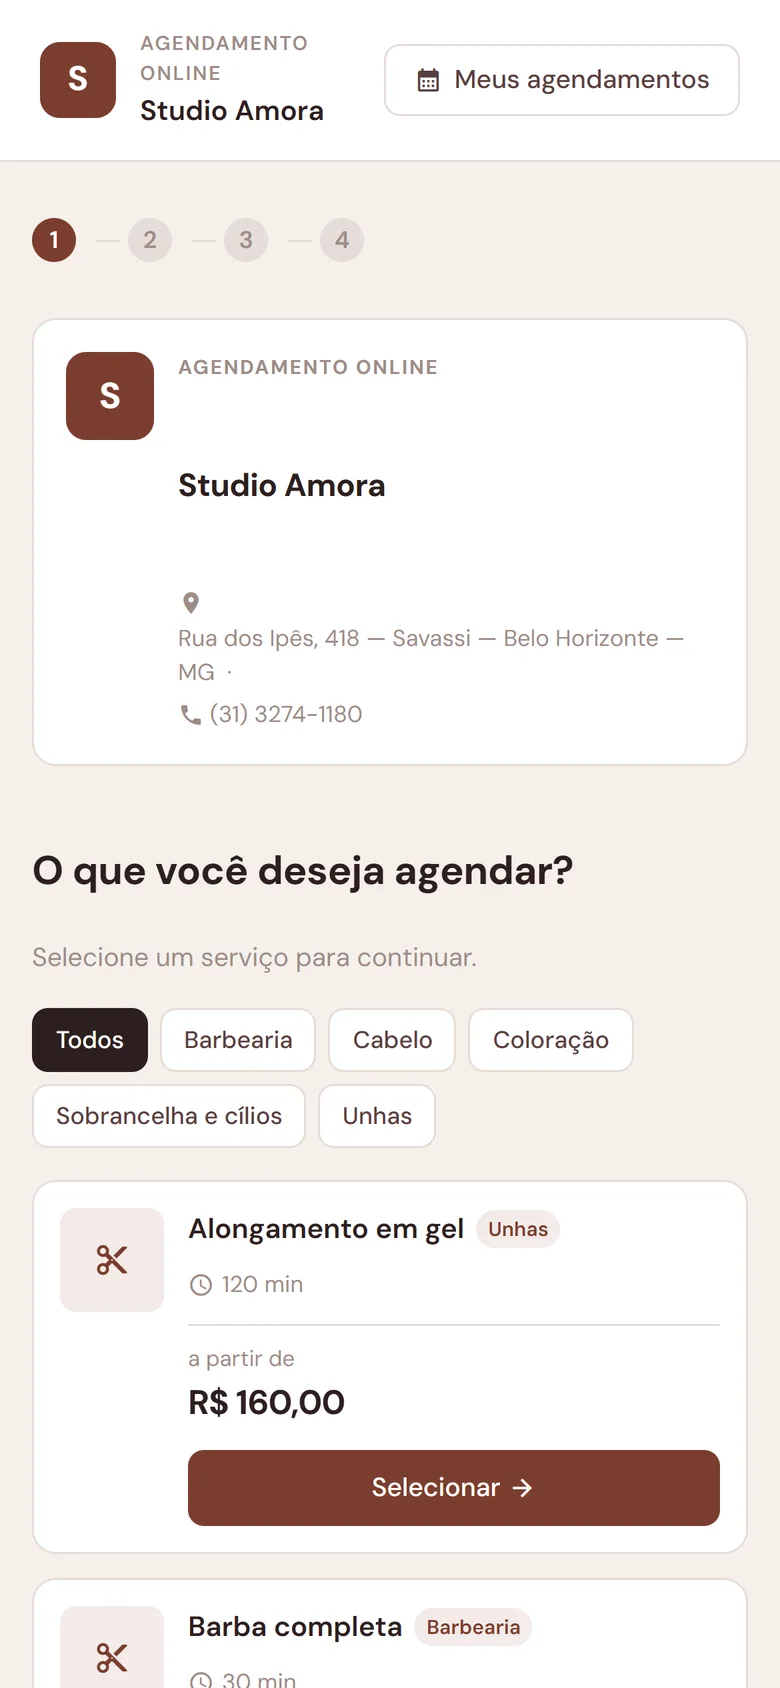 S
AGENDAMENTO
ONLINE
Studio Amora
Meus agendamentos
1 — 2 — 3 — 4
S
AGENDAMENTO ONLINE
Studio Amora
Rua dos Ipês, 418 — Savassi — Belo Horizonte —
MG ·
(31) 3274-1180
O que você deseja agendar?
Selecione um serviço para continuar.
Todos Barbearia Cabelo Coloração
Sobrancelha e cílios Unhas
Alongamento em gel Unhas
120 min
a partir de
R$ 160,00
Selecionar →
Barba completa Barbearia
30 min